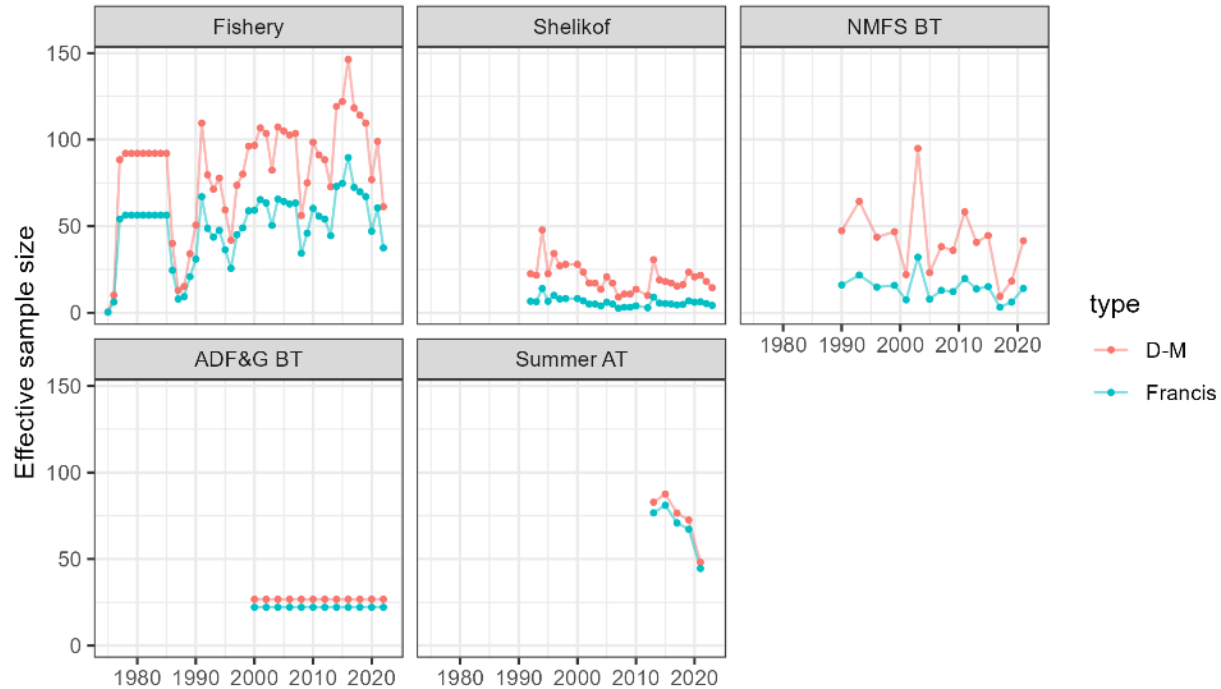 Fishery
Shelikof
NMFS BT
150
100
50
0
1980 1990 2000 2010 2020
type
D-M
Francis
ADF&G BT
Summer AT
150
100
50
0
1980 1990 2000 2010 2020
1980 1990 2000 2010 2020
Effective sample size